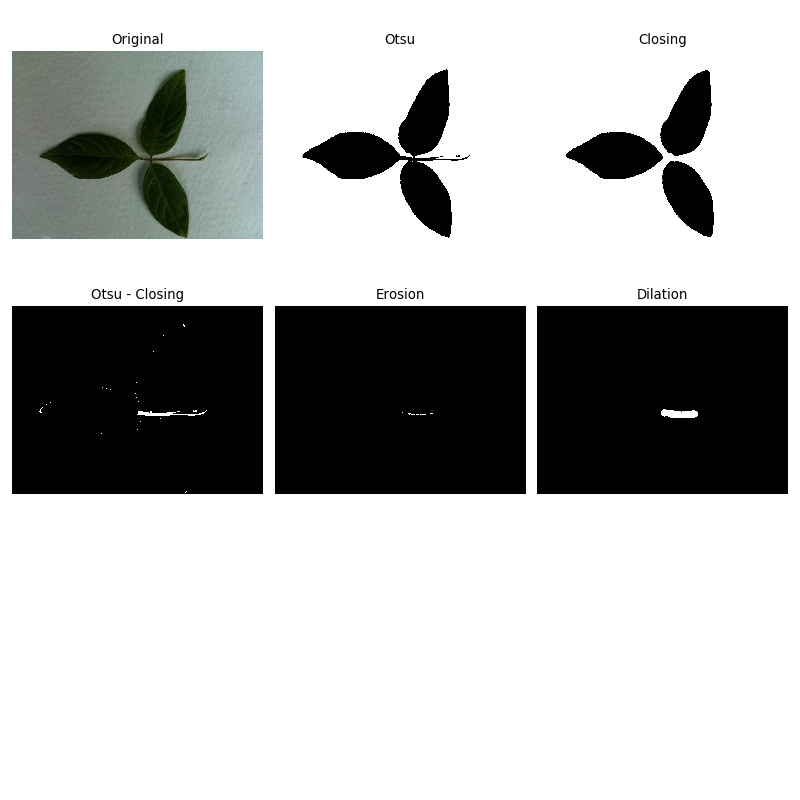 Original
Otsu
Closing
Otsu - Closing
Erosion
Dilation